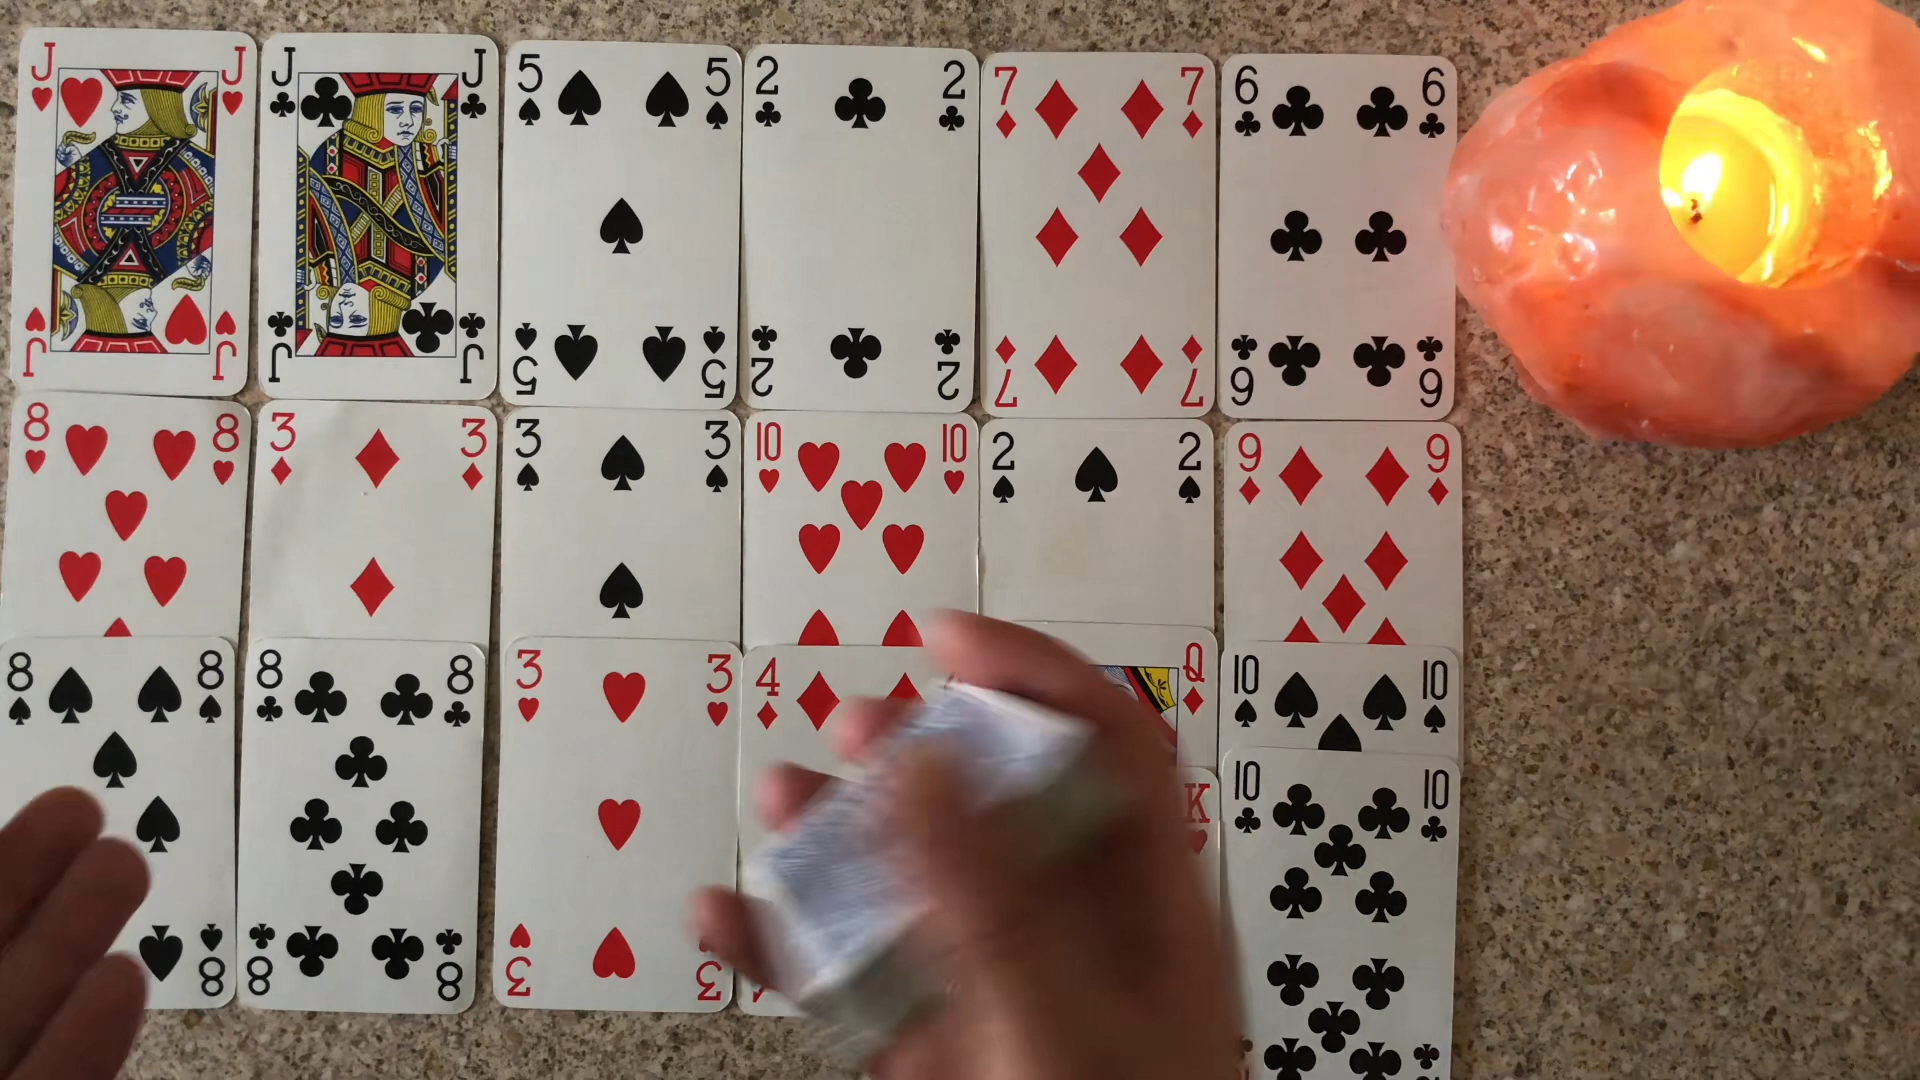 J J J J 5 5 2 2 7 7 6 6
J J J J 5 5 2 2 7 7 6 6
8 8 3 3 3 3 10 10 2 2 9 9
8 8 8 8 3 3 4 Q 10 10
K 10 10
8 8 8 3 3 4